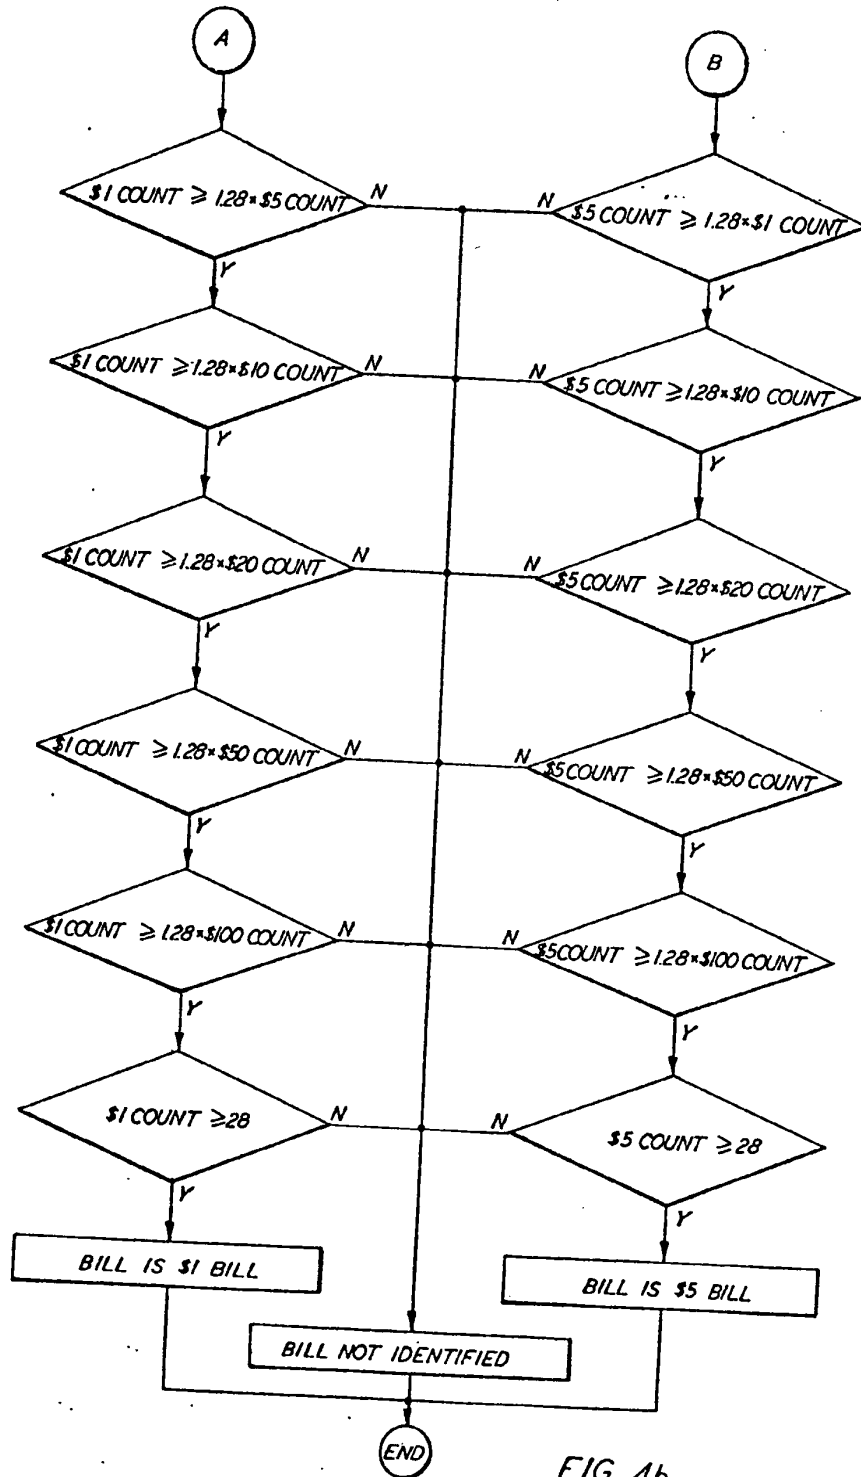 A
B
$1 COUNT ≥ 1.28×$5 COUNT
N
N
$5 COUNT ≥ 1.28×$1 COUNT
Y
Y
$1 COUNT ≥ 1.28×$10 COUNT
N
N
$5 COUNT ≥ 1.28×$10 COUNT
Y
Y
$1 COUNT ≥ 1.28×$20 COUNT
N
N
$5 COUNT ≥ 1.28×$20 COUNT
Y
Y
$1 COUNT ≥ 1.28×$50 COUNT
N
N
$5 COUNT ≥ 1.28×$50 COUNT
Y
Y
$1 COUNT ≥ 1.28×$100 COUNT
N
N
$5 COUNT ≥ 1.28×$100 COUNT
Y
Y
$1 COUNT ≥28
N
N
$5 COUNT ≥28
Y
Y
BILL IS $1 BILL
BILL IS $5 BILL
BILL NOT IDENTIFIED
END
FIG. 4b